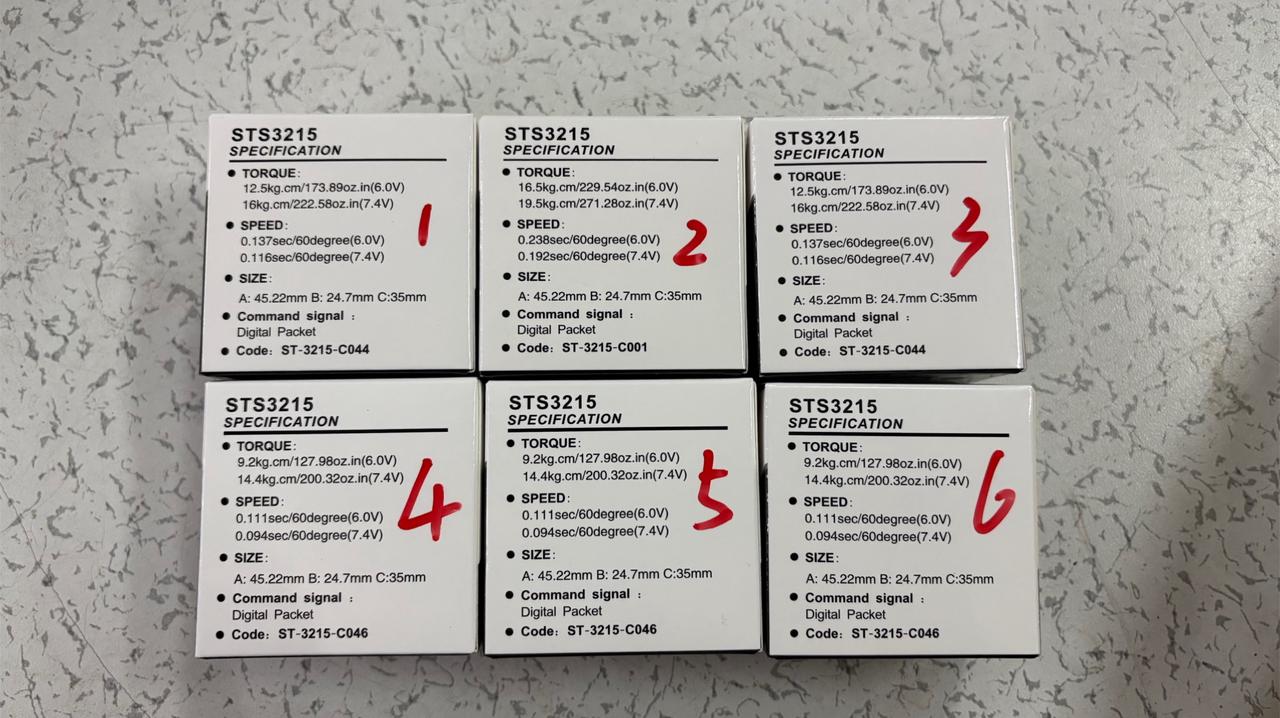 STS3215
SPECIFICATION
● TORQUE:
12.5kg.cm/173.89oz.in(6.0V)
16kg.cm/222.58oz.in(7.4V)
● SPEED:
0.137sec/60degree(6.0V)
0.116sec/60degree(7.4V)
● SIZE:
A: 45.22mm B: 24.7mm C:35mm
● Command signal :
Digital Packet
● Code: ST-3215-C044
1
STS3215
SPECIFICATION
● TORQUE:
16.5kg.cm/229.54oz.in(6.0V)
19.5kg.cm/271.28oz.in(7.4V)
● SPEED:
0.238sec/60degree(6.0V)
0.192sec/60degree(7.4V)
● SIZE:
A: 45.22mm B: 24.7mm C:35mm
● Command signal :
Digital Packet
● Code: ST-3215-C001
2
STS3215
SPECIFICATION
● TORQUE:
12.5kg.cm/173.89oz.in(6.0V)
16kg.cm/222.58oz.in(7.4V)
● SPEED:
0.137sec/60degree(6.0V)
0.116sec/60degree(7.4V)
● SIZE:
A: 45.22mm B: 24.7mm C:35mm
● Command signal :
Digital Packet
● Code: ST-3215-C044
3
STS3215
SPECIFICATION
● TORQUE:
9.2kg.cm/127.98oz.in(6.0V)
14.4kg.cm/200.32oz.in(7.4V)
● SPEED:
0.111sec/60degree(6.0V)
0.094sec/60degree(7.4V)
● SIZE:
A: 45.22mm B: 24.7mm C:35mm
● Command signal :
Digital Packet
● Code: ST-3215-C046
4
STS3215
SPECIFICATION
● TORQUE:
9.2kg.cm/127.98oz.in(6.0V)
14.4kg.cm/200.32oz.in(7.4V)
● SPEED:
0.111sec/60degree(6.0V)
0.094sec/60degree(7.4V)
● SIZE:
A: 45.22mm B: 24.7mm C:35mm
● Command signal :
Digital Packet
● Code: ST-3215-C046
5
STS3215
SPECIFICATION
● TORQUE:
9.2kg.cm/127.98oz.in(6.0V)
14.4kg.cm/200.32oz.in(7.4V)
● SPEED:
0.111sec/60degree(6.0V)
0.094sec/60degree(7.4V)
● SIZE:
A: 45.22mm B: 24.7mm C:35mm
● Command signal :
Digital Packet
● Code: ST-3215-C046
6